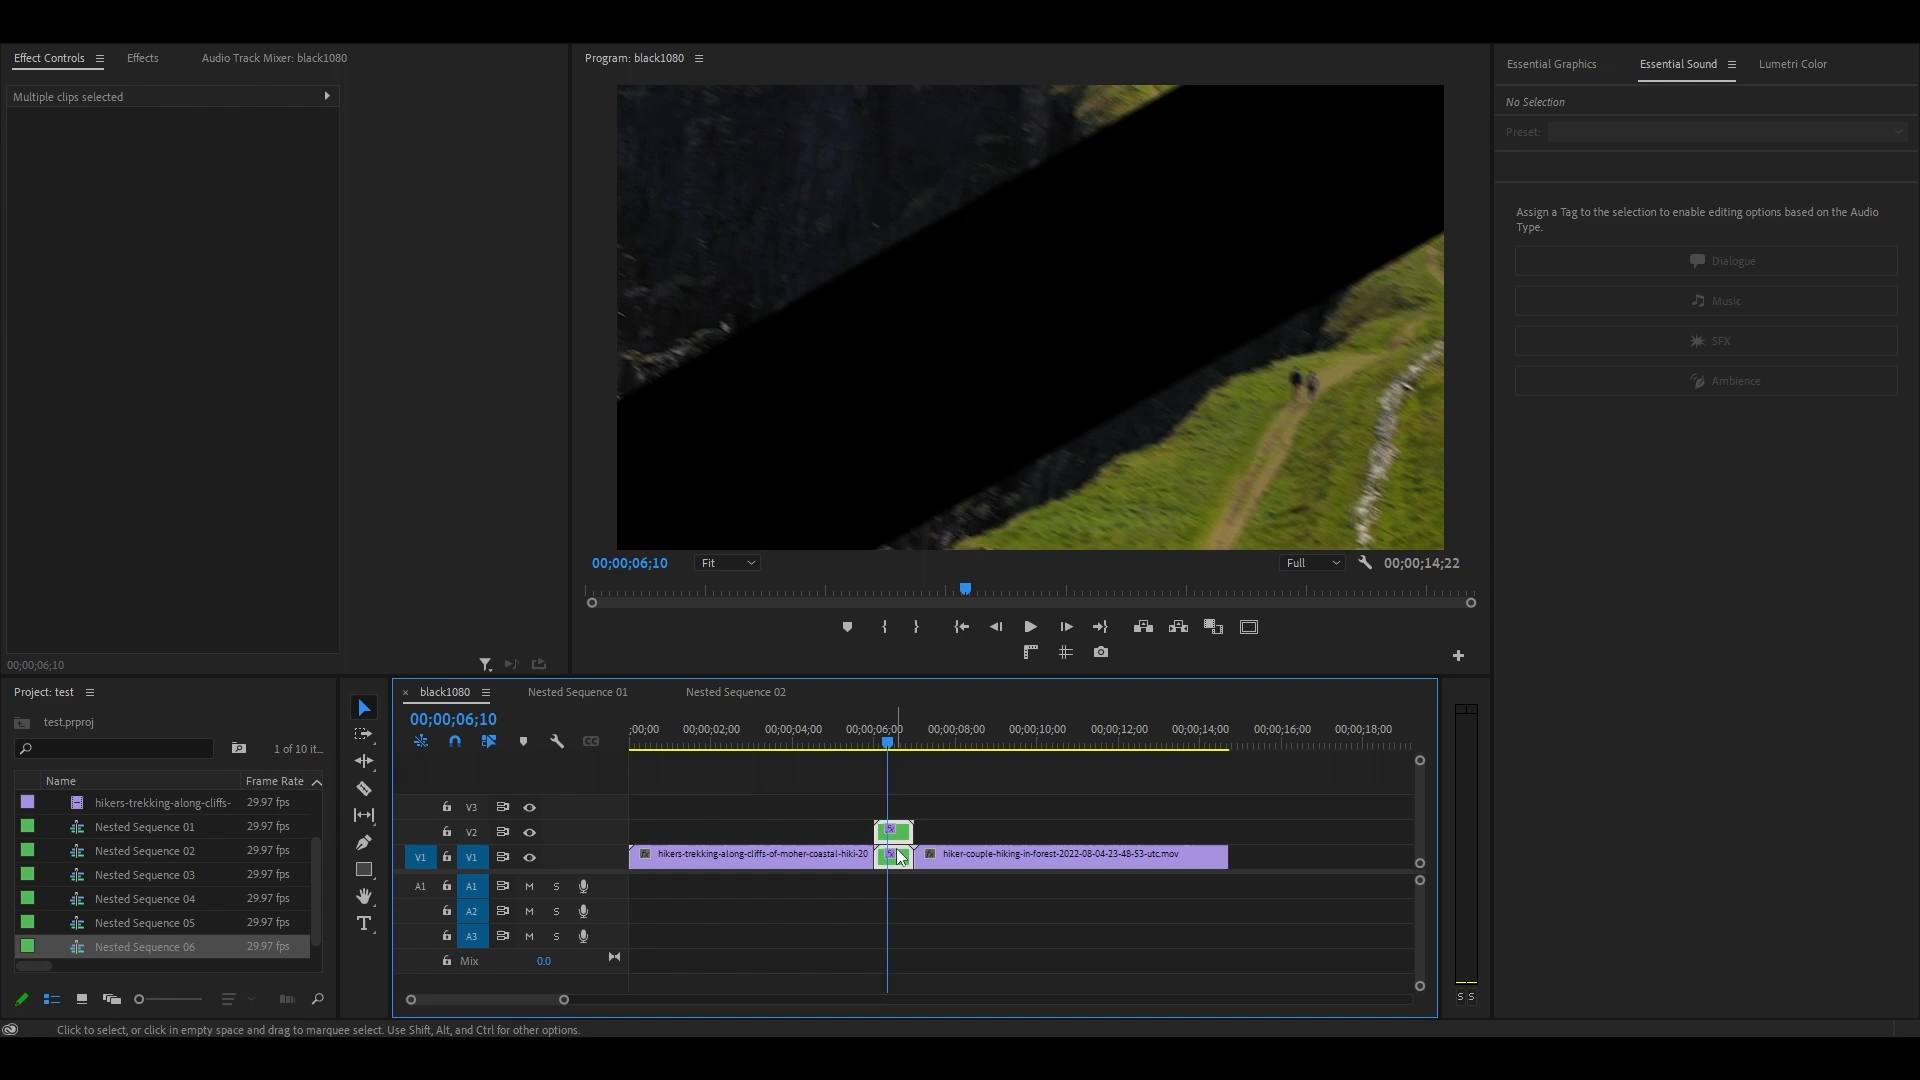 Effect Controls
Effects
Audio Track Mixer: black1080
Multiple clips selected
00;00;06;10
Program: black1080
00;00;06;10
Fit
Full
00;00;14;22
Essential Graphics
Essential Sound
Lumetri Color
No Selection
Preset:
Assign a Tag to the selection to enable editing options based on the Audio
Type.
Dialogue
Music
SFX
Ambience
Project: test
test.prproj
1 of 10 it...
Name
Frame Rate
hikers-trekking-along-cliffs-
29.97 fps
Nested Sequence 01
29.97 fps
Nested Sequence 02
29.97 fps
Nested Sequence 03
29.97 fps
Nested Sequence 04
29.97 fps
Nested Sequence 05
29.97 fps
Nested Sequence 06
29.97 fps
× black1080
Nested Sequence 01
Nested Sequence 02
00;00;06;10
;00;00
00;00;02;00
00;00;04;00
00;00;06;00
00;00;08;00
00;00;10;00
00;00;12;00
00;00;14;00
00;00;16;00
00;00;18;00
V3
V2
fx
V1
V1
fx hikers-trekking-along-cliffs-of-moher-coastal-hiki-20
fx
fx hiker-couple-hiking-in-forest-2022-08-04-23-48-53-utc.mov
A1
A1
M
S
A2
M
S
A3
M
S
Mix
0.0
S S
Click to select, or click in empty space and drag to marquee select. Use Shift, Alt, and Ctrl for other options.